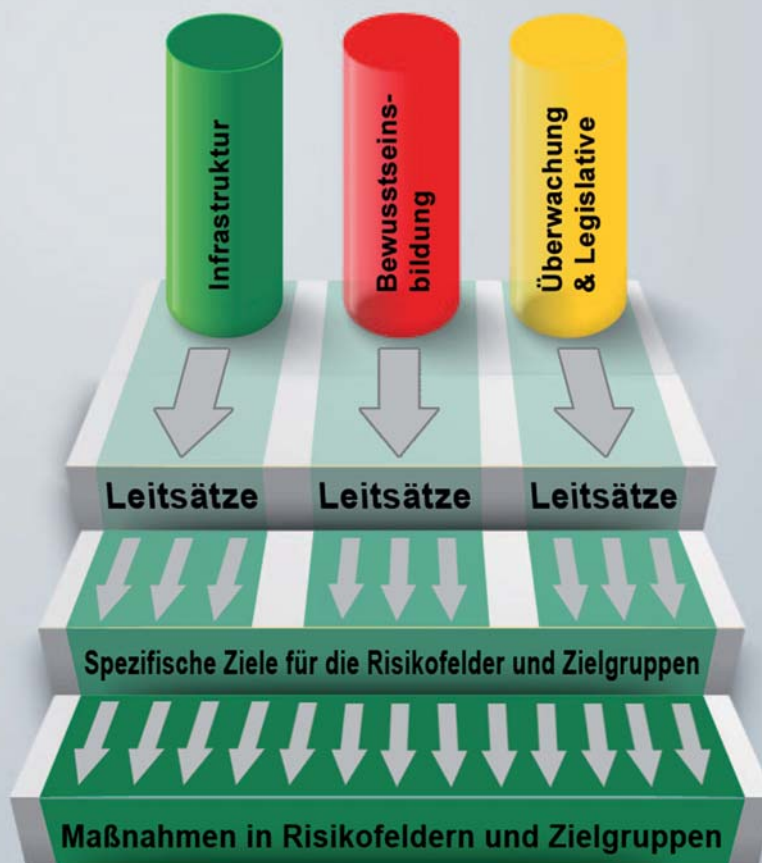 Infrastruktur
Bewusstseins-
bildung
Überwachung
& Legislative
Leitsätze
Leitsätze
Leitsätze
Spezifische Ziele für die Risikofelder und Zielgruppen
Maßnahmen in Risikofeldern und Zielgruppen